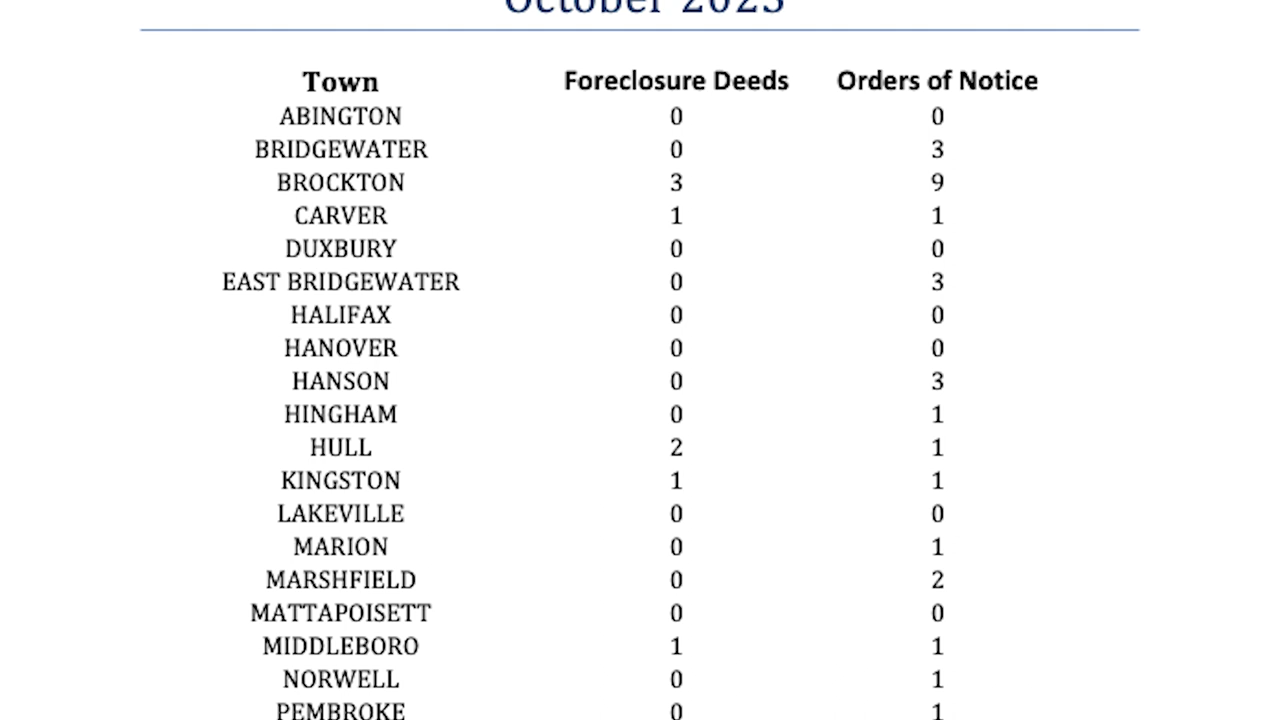 October 2023
Town Foreclosure Deeds Orders of Notice
ABINGTON 0 0
BRIDGEWATER 0 3
BROCKTON 3 9
CARVER 1 1
DUXBURY 0 0
EAST BRIDGEWATER 0 3
HALIFAX 0 0
HANOVER 0 0
HANSON 0 3
HINGHAM 0 1
HULL 2 1
KINGSTON 1 1
LAKEVILLE 0 0
MARION 0 1
MARSHFIELD 0 2
MATTAPOISETT 0 0
MIDDLEBORO 1 1
NORWELL 0 1
PEMBROKE 0 1